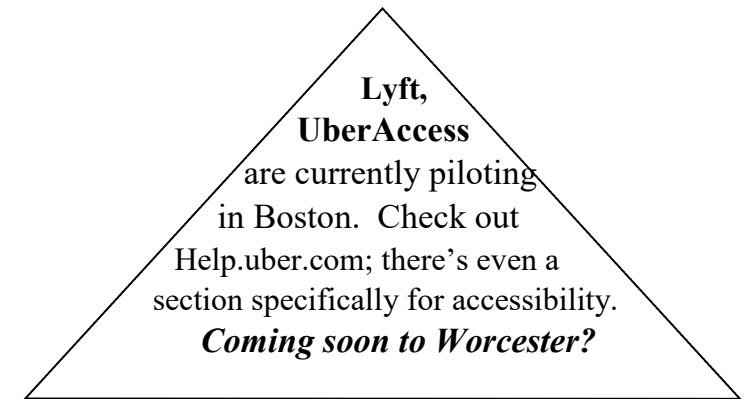 Lyft,
UberAccess
are currently piloting
in Boston.  Check out
Help.uber.com; there’s even a
section specifically for accessibility.
Coming soon to Worcester?